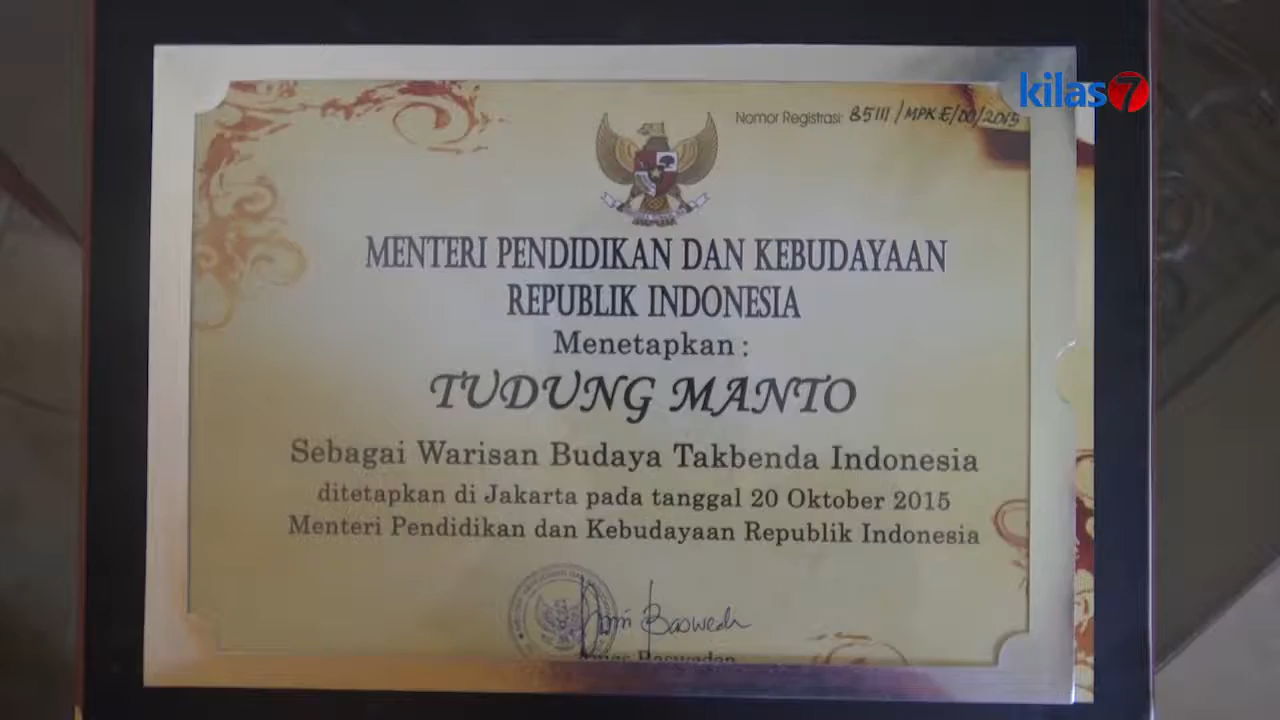 kilas7
Nomor Registrasi: 85111/MPK.E/DO/2015
MENTERI PENDIDIKAN DAN KEBUDAYAAN
REPUBLIK INDONESIA
Menetapkan :
TUDUNG MANTO
Sebagai Warisan Budaya Takbenda Indonesia
ditetapkan di Jakarta pada tanggal 20 Oktober 2015
Menteri Pendidikan dan Kebudayaan Republik Indonesia